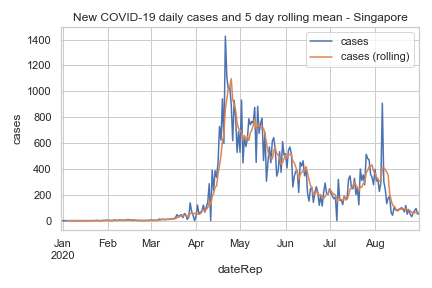 New COVID-19 daily cases and 5 day rolling mean - Singapore
cases
cases (rolling)
1400
1200
1000
800
600
400
200
0
cases
Jan Feb Mar Apr May Jun Jul Aug
2020
dateRep